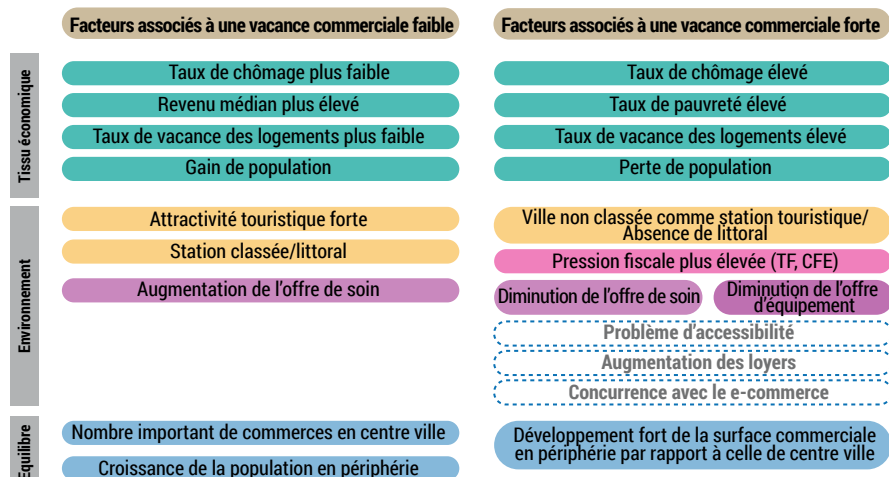 Facteurs associés à une vacance commerciale faible
Facteurs associés à une vacance commerciale forte
Tissu économique
Taux de chômage plus faible
Taux de chômage élevé
Revenu médian plus élevé
Taux de pauvreté élevé
Taux de vacance des logements plus faible
Taux de vacance des logements élevé
Gain de population
Perte de population
Environnement
Attractivité touristique forte
Station classée/littoral
Augmentation de l'offre de soin
Ville non classée comme station touristique/
Absence de littoral
Pression fiscale plus élevée (TF, CFE)
Diminution de l'offre de soin
Diminution de l'offre
d'équipement
Problème d'accessibilité
Augmentation des loyers
Concurrence avec le e-commerce
Equilibre
Nombre important de commerces en centre ville
Croissance de la population en périphérie
Développement fort de la surface commerciale
en périphérie par rapport à celle de centre ville